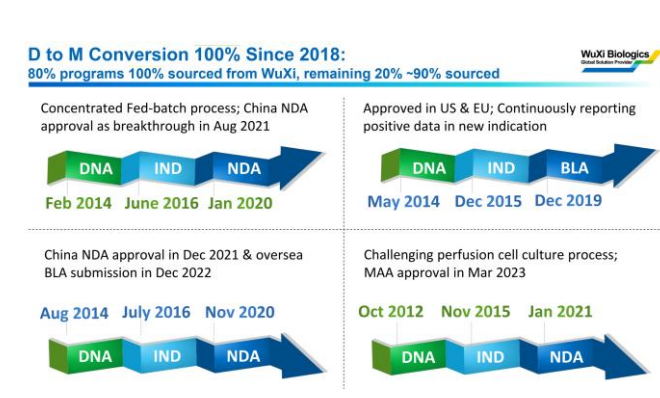 D to M Conversion 100% Since 2018:
80% programs 100% sourced from WuXi, remaining 20% ~90% sourced
WuXi Biologics
Global Solution Provider
Concentrated Fed-batch process; China NDA
approval as breakthrough in Aug 2021
DNA IND NDA
Feb 2014 June 2016 Jan 2020
Approved in US & EU; Continuously reporting
positive data in new indication
DNA IND BLA
May 2014 Dec 2015 Dec 2019
China NDA approval in Dec 2021 & oversea
BLA submission in Dec 2022
Aug 2014 July 2016 Nov 2020
DNA IND NDA
Challenging perfusion cell culture process;
MAA approval in Mar 2023
Oct 2012 Nov 2015 Jan 2021
DNA IND NDA